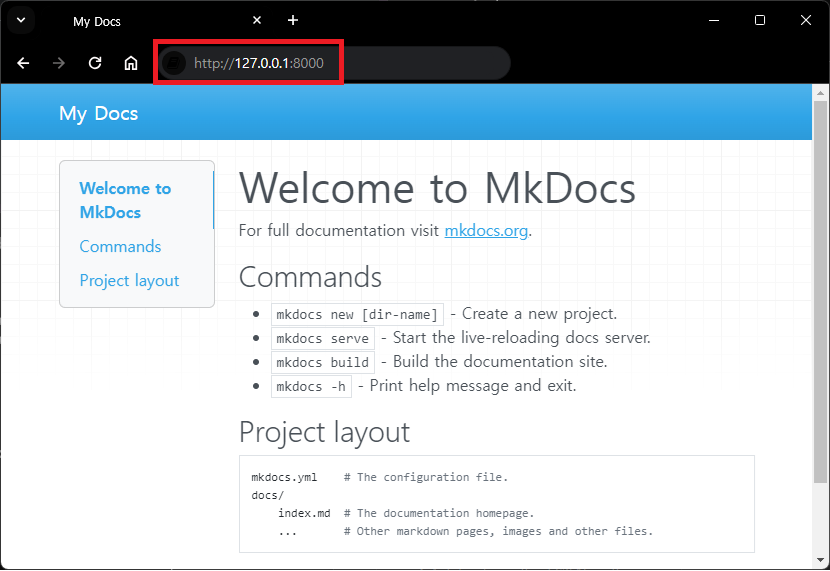 My Docs
http://127.0.0.1:8000
My Docs
Welcome to
MkDocs
Commands
Project layout
Welcome to MkDocs
For full documentation visit mkdocs.org.
Commands
mkdocs new [dir-name] - Create a new project.
mkdocs serve - Start the live-reloading docs server.
mkdocs build - Build the documentation site.
mkdocs -h - Print help message and exit.
Project layout
mkdocs.yml    # The configuration file.
docs/
    index.md  # The documentation homepage.
    ...       # Other markdown pages, images and other files.